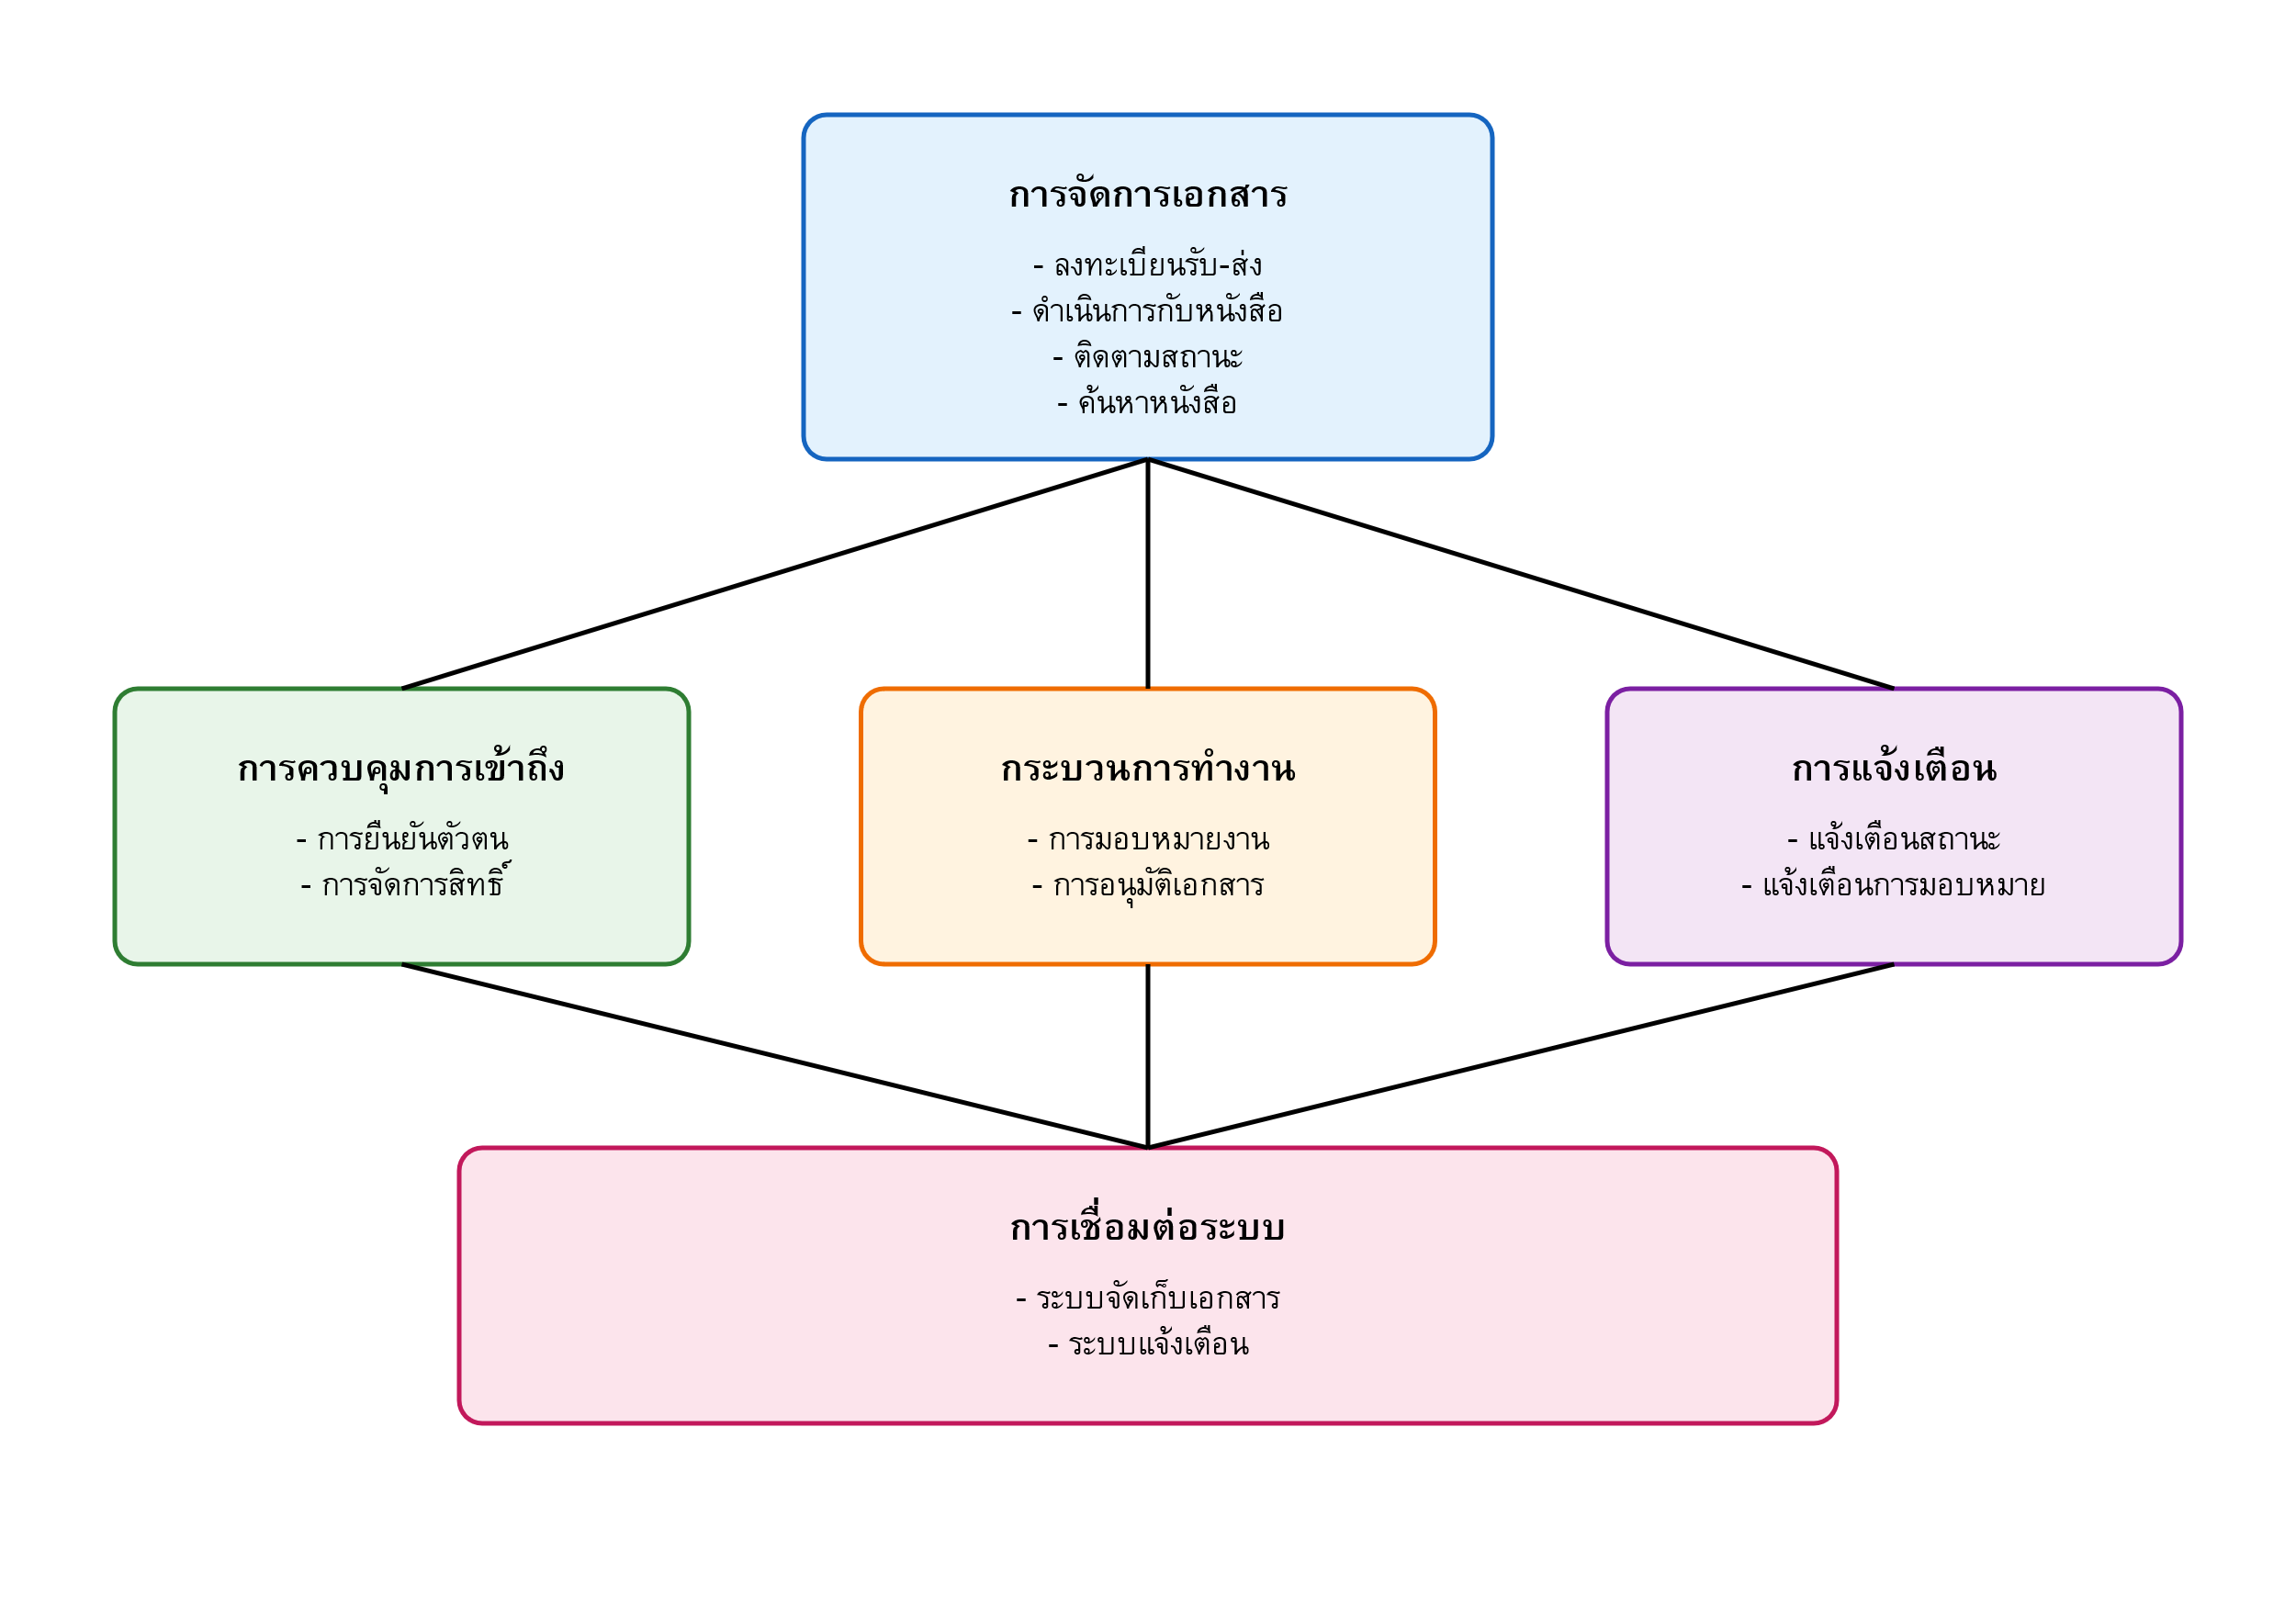 การจัดการเอกสาร
- ลงทะเบียนรับ-ส่ง
- ดำเนินการกับหนังสือ
- ติดตามสถานะ
- ค้นหาหนังสือ
การควบคุมการเข้าถึง
- การยืนยันตัวตน
- การจัดการสิทธิ์
กระบวนการทำงาน
- การมอบหมายงาน
- การอนุมัติเอกสาร
การแจ้งเตือน
- แจ้งเตือนสถานะ
- แจ้งเตือนการมอบหมาย
การเชื่อมต่อระบบ
- ระบบจัดเก็บเอกสาร
- ระบบแจ้งเตือน